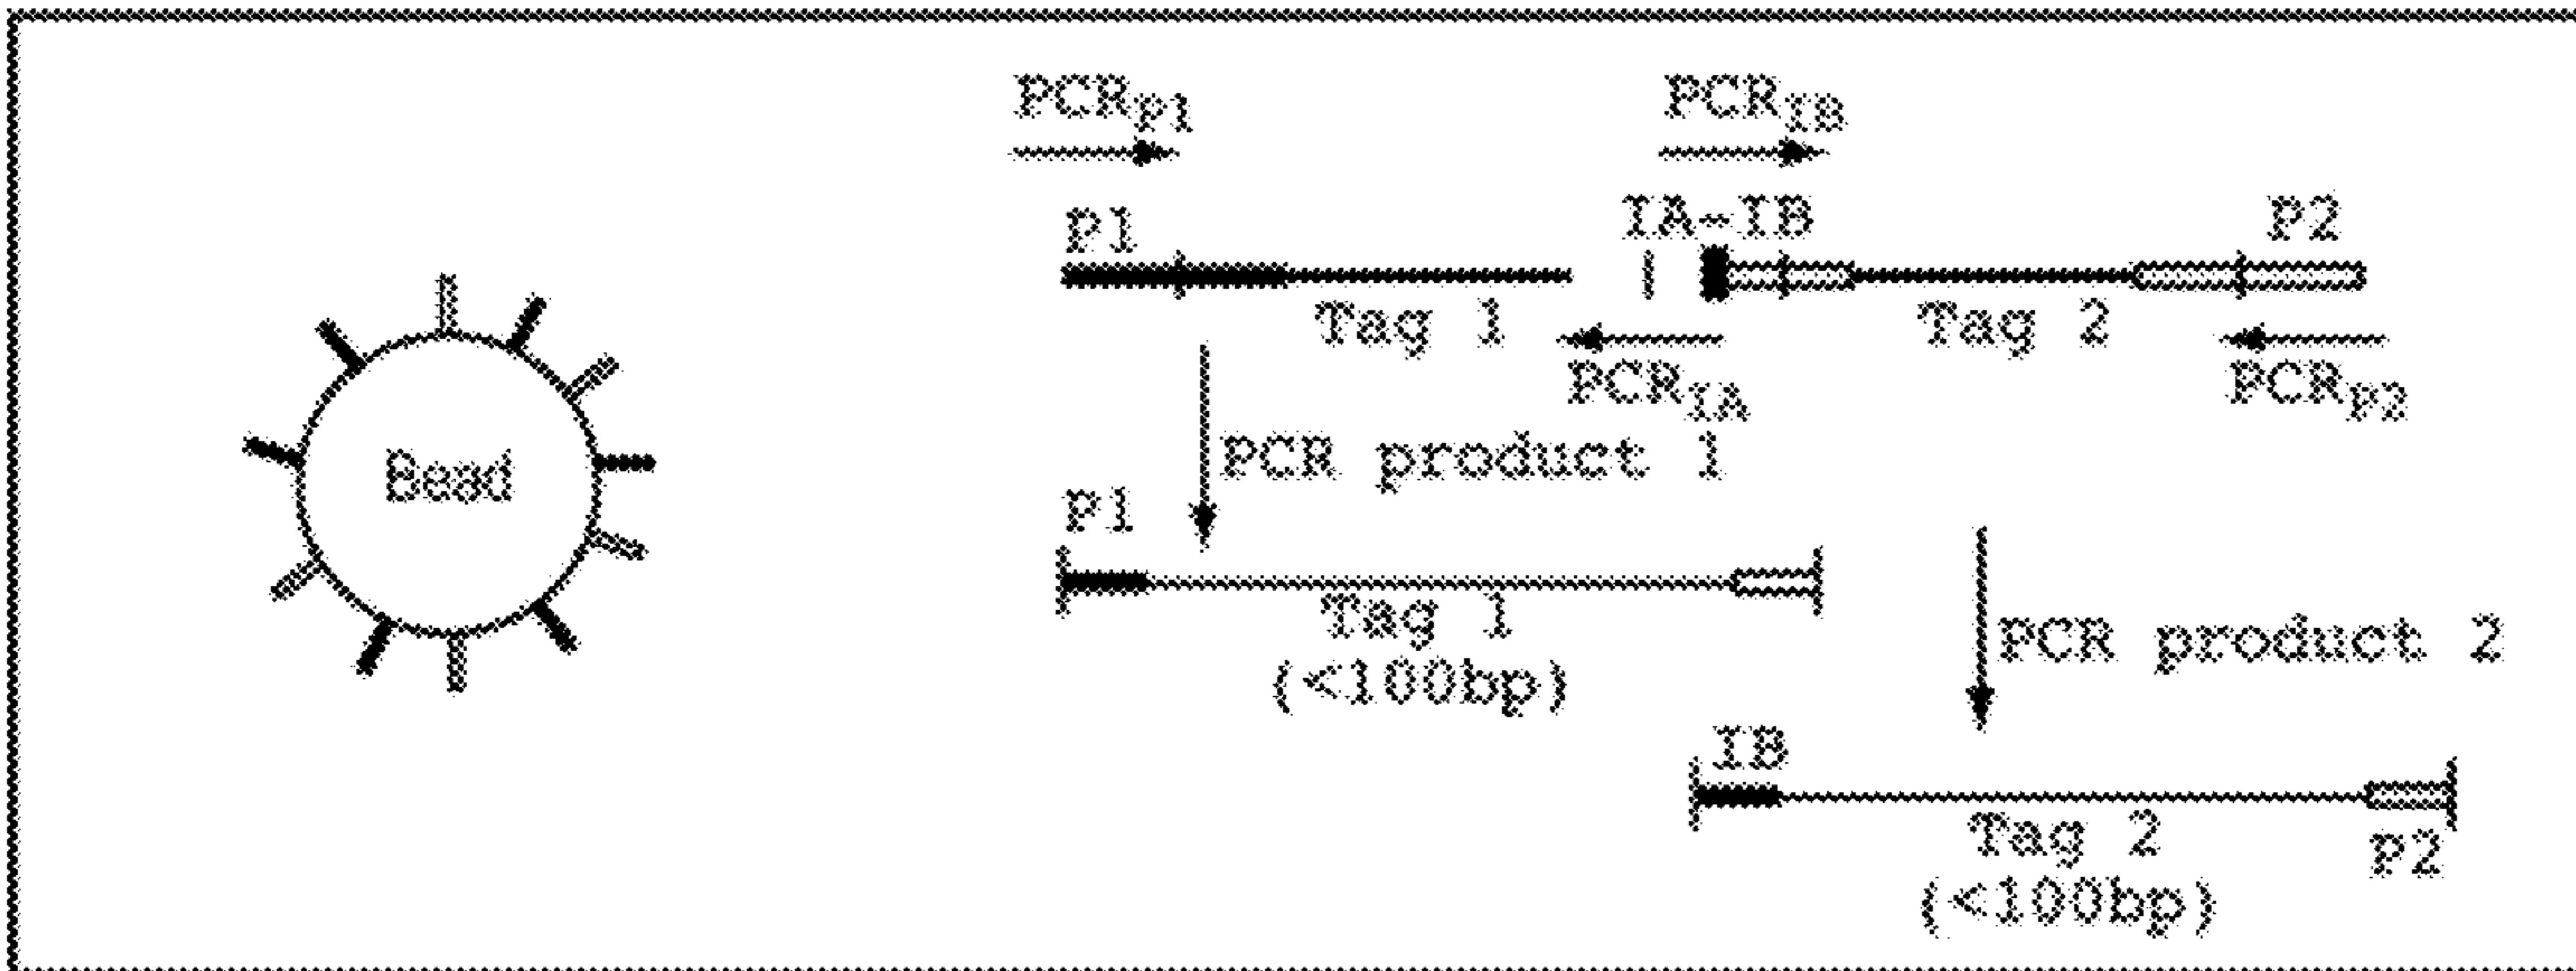 PCRP1
PCRIB
P1
IA-IB
P2
Tag 1
Tag 2
PCRIA
PCRP2
Bead
PCR product 1
P1
Tag 1
(<100bp)
PCR product 2
IB
Tag 2
P2
(<100bp)